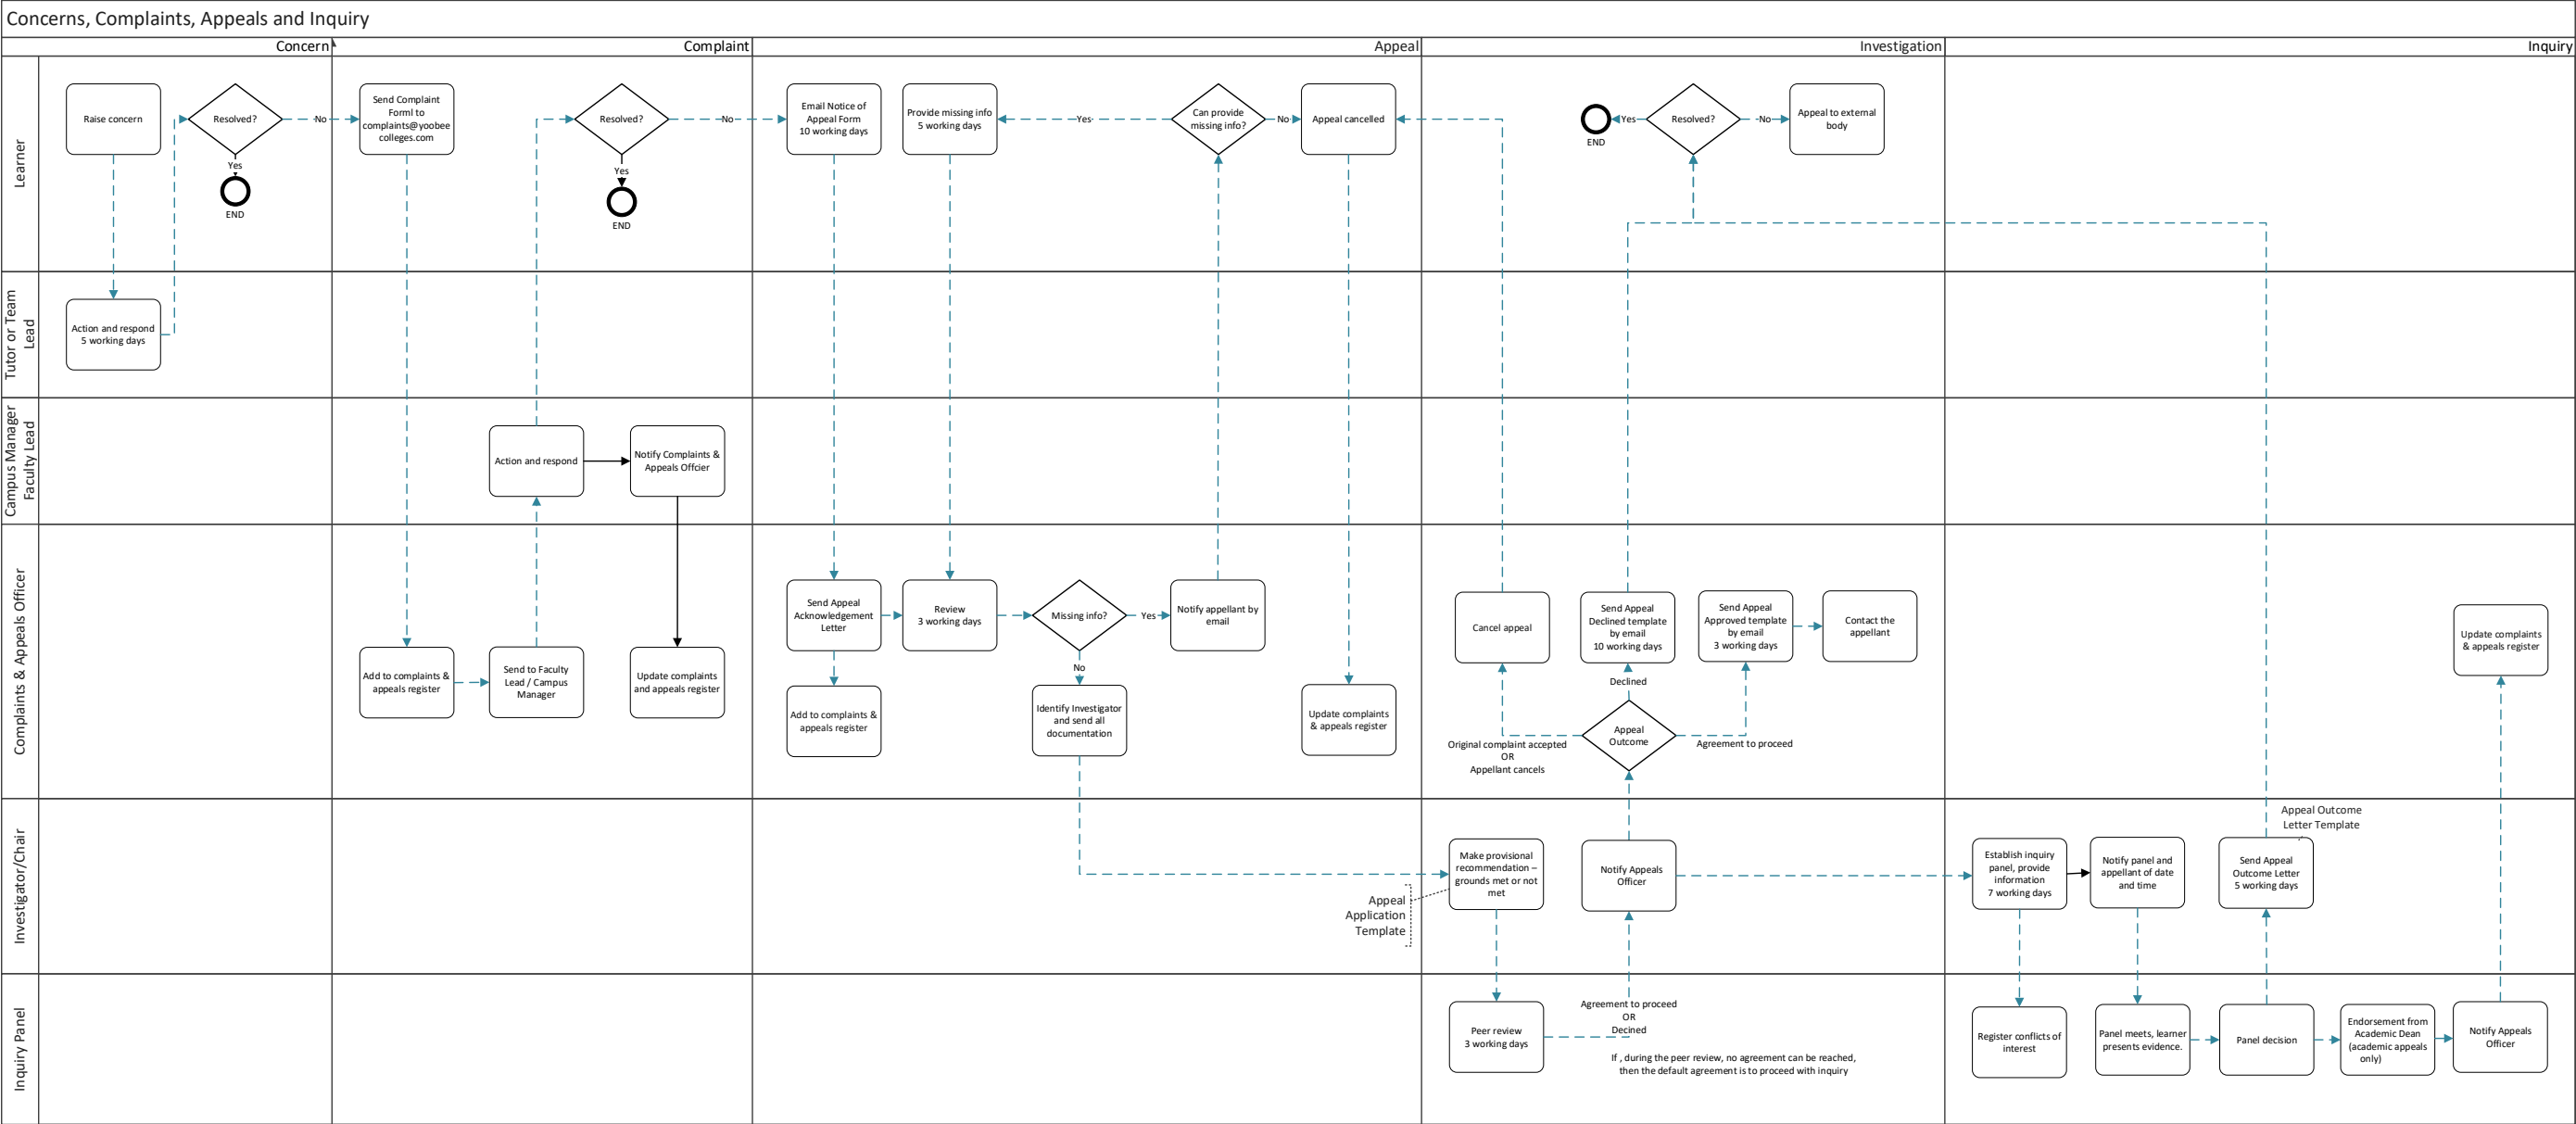 Concerns, Complaints, Appeals and Inquiry
Concern
Complaint
Appeal
Investigation
Inquiry
Learner
Raise concern
Resolved?
No
Yes
END
Send Complaint
Forml to
complaints@yoobee
colleges.com
Resolved?
No
Yes
END
Email Notice of
Appeal Form
10 working days
Provide missing info
5 working days
Yes
Can provide
missing info?
No
Appeal cancelled
END
Yes
Resolved?
No
Appeal to external
body
Tutor or Team
Lead
Action and respond
5 working days
Campus Manager
Faculty Lead
Action and respond
Notify Complaints &
Appeals Offcier
Complaints & Appeals Officer
Add to complaints &
appeals register
Send to Faculty
Lead / Campus
Manager
Update complaints
and appeals register
Send Appeal
Acknowledgement
Letter
Review
3 working days
Missing info?
Yes
Notify appellant by
email
No
Add to complaints &
appeals register
Identify Investigator
and send all
documentation
Update complaints
& appeals register
Cancel appeal
Send Appeal
Declined template
by email
10 working days
Send Appeal
Approved template
by email
3 working days
Contact the
appellant
Declined
Appeal
Outcome
Original complaint accepted
OR
Appellant cancels
Agreement to proceed
Update complaints
& appeals register
Investigator/Chair
Make provisional
recommendation –
grounds met or not
met
Appeal
Application
Template
Notify Appeals
Officer
Establish inquiry
panel, provide
information
7 working days
Notify panel and
appellant of date
and time
Appeal Outcome
Letter Template
Send Appeal
Outcome Letter
5 working days
Inquiry Panel
Peer review
3 working days
Agreement to proceed
OR
Decined
If , during the peer review, no agreement can be reached,
then the default agreement is to proceed with inquiry
Register conflicts of
interest
Panel meets, learner
presents evidence.
Panel decision
Endorsement from
Academic Dean
(academic appeals
only)
Notify Appeals
Officer